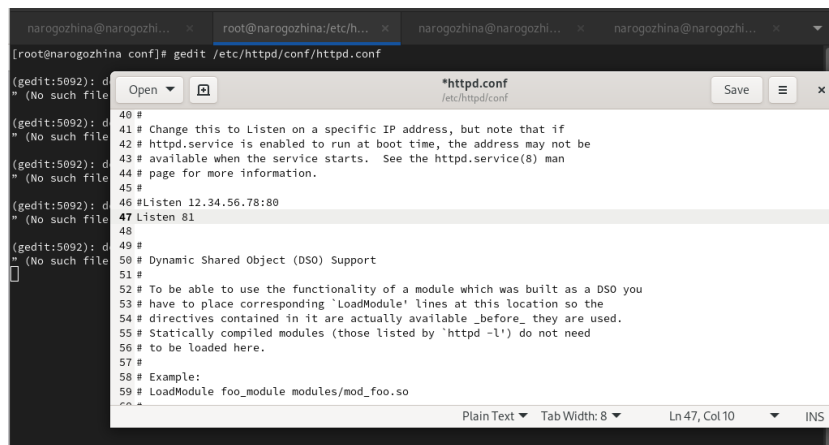 narogozhina@narogozhi... × root@narogozhina:/etc/h... × narogozhina@narogozhi... × narogozhina@narogozhi... ×
[root@narogozhina conf]# gedit /etc/httpd/conf/httpd.conf
(gedit:5092): d
” (No such file
(gedit:5092): d
” (No such file
(gedit:5092): d
” (No such file
(gedit:5092): d
” (No such file
(gedit:5092): d
” (No such file
Open
*httpd.conf
/etc/httpd/conf
Save
40 #
41 # Change this to Listen on a specific IP address, but note that if
42 # httpd.service is enabled to run at boot time, the address may not be
43 # available when the service starts.  See the httpd.service(8) man
44 # page for more information.
45 #
46 #Listen 12.34.56.78:80
47 Listen 81
48
49 #
50 # Dynamic Shared Object (DSO) Support
51 #
52 # To be able to use the functionality of a module which was built as a DSO you
53 # have to place corresponding `LoadModule' lines at this location so the
54 # directives contained in it are actually available _before_ they are used.
55 # Statically compiled modules (those listed by `httpd -l') do not need
56 # to be loaded here.
57 #
58 # Example:
59 # LoadModule foo_module modules/mod_foo.so
Plain Text Tab Width: 8 Ln 47, Col 10 INS